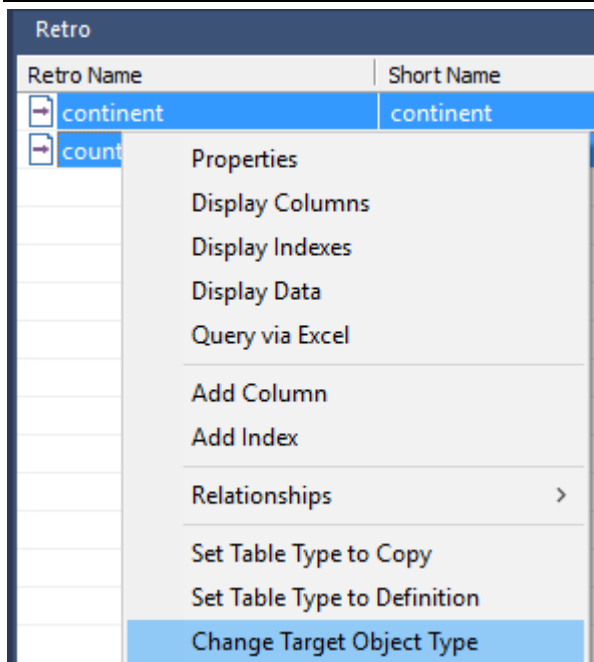 Retro
Retro Name Short Name
continent continent
count
Properties
Display Columns
Display Indexes
Display Data
Query via Excel
Add Column
Add Index
Relationships >
Set Table Type to Copy
Set Table Type to Definition
Change Target Object Type